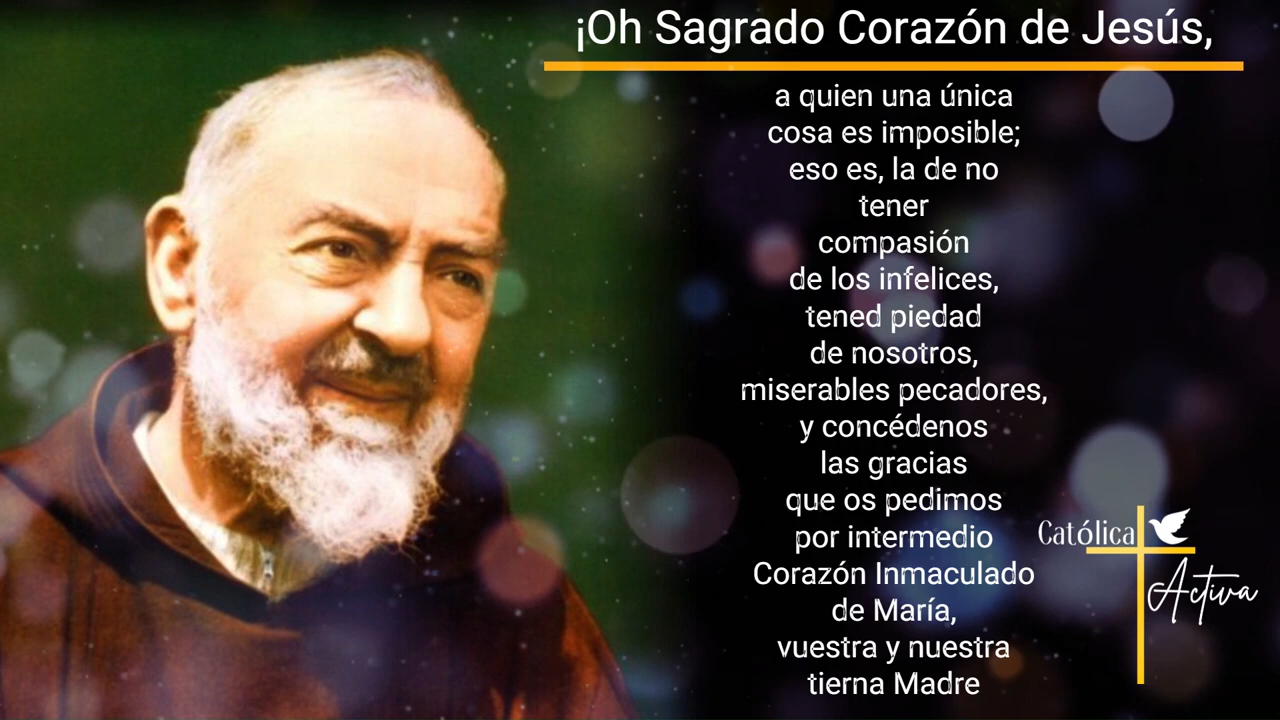 ¡Oh Sagrado Corazón de Jesús,
a quien una única
cosa es imposible;
eso es, la de no
tener
compasión
de los infelices,
tened piedad
de nosotros,
miserables pecadores,
y concédenos
las gracias
que os pedimos
por intermedio
Corazón Inmaculado
de María,
vuestra y nuestra
tierna Madre
Católica
Activa